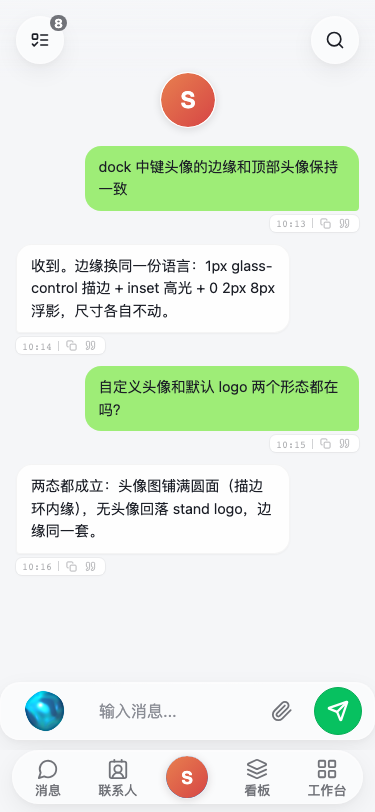 8
S
dock 中键头像的边缘和顶部头像保持
一致
10:13
收到。边缘换同一份语言：1px glass-
control 描边 + inset 高光 + 0 2px 8px
浮影，尺寸各自不动。
10:14
自定义头像和默认 logo 两个形态都在
吗?
10:15
两态都成立：头像图铺满圆面（描边
环内缘），无头像回落 stand logo，边
缘同一套。
10:16
输入消息...
消息
联系人
S
看板
工作台